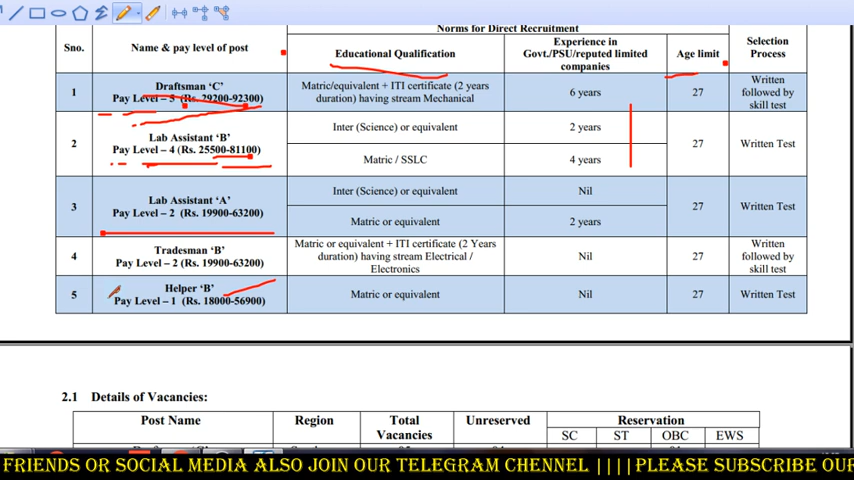 Norms for Direct Recruitment
Sno.
Name & pay level of post
Educational Qualification
Experience in
Govt./PSU/reputed limited
companies
Age limit
Selection
Process
1
Draftsman ‘C’
Pay Level – 5 (Rs. 29200-92300)
Matric/equivalent + ITI certificate (2 years
duration) having stream Mechanical
6 years
27
Written
followed by
skill test
2
Lab Assistant ‘B’
Pay Level – 4 (Rs. 25500-81100)
Inter (Science) or equivalent
2 years
Matric / SSLC
4 years
27
Written Test
3
Lab Assistant ‘A’
Pay Level – 2 (Rs. 19900-63200)
Inter (Science) or equivalent
Nil
Matric or equivalent
2 years
27
Written Test
4
Tradesman ‘B’
Pay Level – 2 (Rs. 19900-63200)
Matric or equivalent + ITI certificate (2 Years
duration) having stream Electrical /
Electronics
Nil
27
Written
followed by
skill test
5
Helper ‘B’
Pay Level – 1 (Rs. 18000-56900)
Matric or equivalent
Nil
27
Written Test
2.1 Details of Vacancies:
Post Name
Region
Total
Vacancies
Unreserved
Reservation
SC
ST
OBC
EWS
FRIENDS OR SOCIAL MEDIA ALSO JOIN OUR TELEGRAM CHENNEL ||||PLEASE SUBSCRIBE OUR